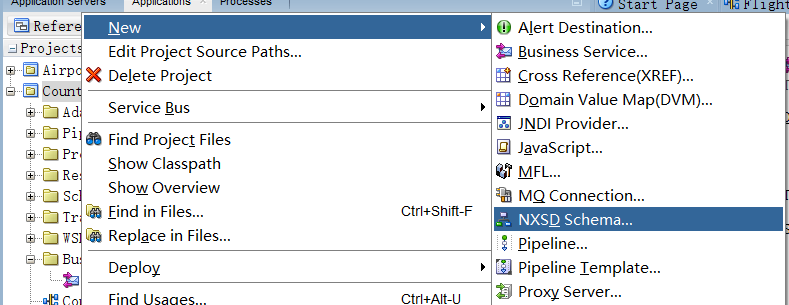 Application Servers
Applications
Processes
Start Page
Flight
Refere
Projects
Airpo
Count
Ad
Pip
Pro
Res
Sch
Tra
WSD
Bus
Co
New
Edit Project Source Paths...
Delete Project
Service Bus
Find Project Files
Show Classpath
Show Overview
Find in Files... Ctrl+Shift-F
Replace in Files...
Deploy
Find Usages... Ctrl+Alt-U
Alert Destination...
Business Service...
Cross Reference(XREF)...
Domain Value Map(DVM)...
JNDI Provider...
JavaScript...
MFL...
MQ Connection...
NXSD Schema...
Pipeline...
Pipeline Template...
Proxy Server...